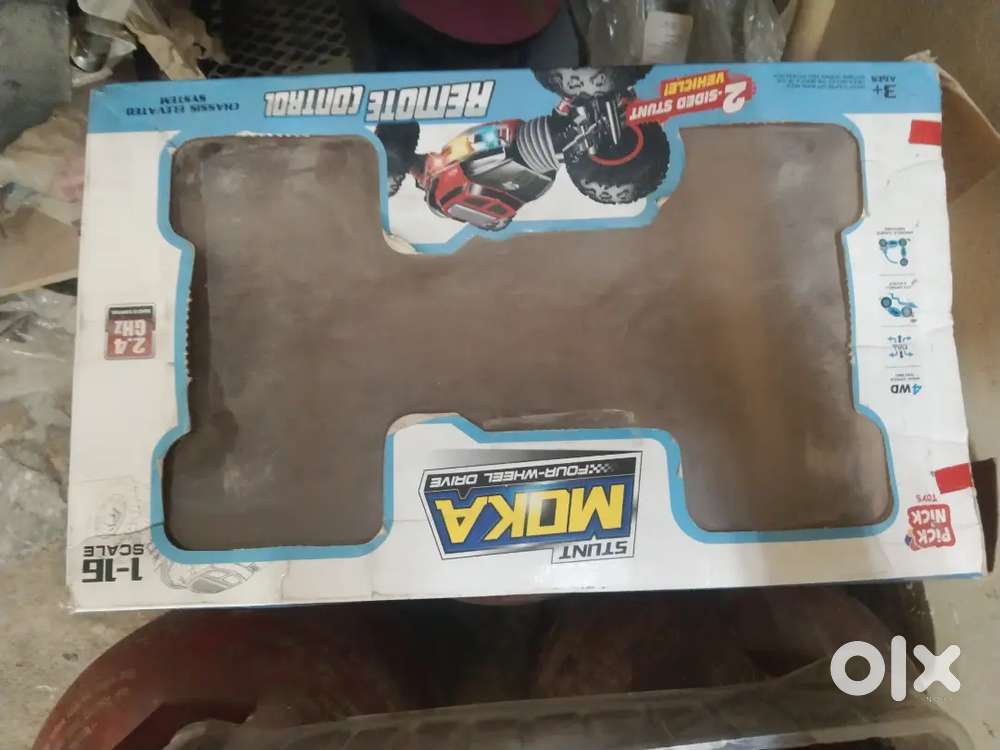 STUNT
MOKA
FOUR-WHEEL DRIVE
Pick
Nick
TOYS
1-16
SCALE
4WD
2.4
GHz
REMOTE CONTROL
CHASSIS ELEVATED
SYSTEM
2-SIDED STUNT
VEHICLE!
AGES
3+
olx